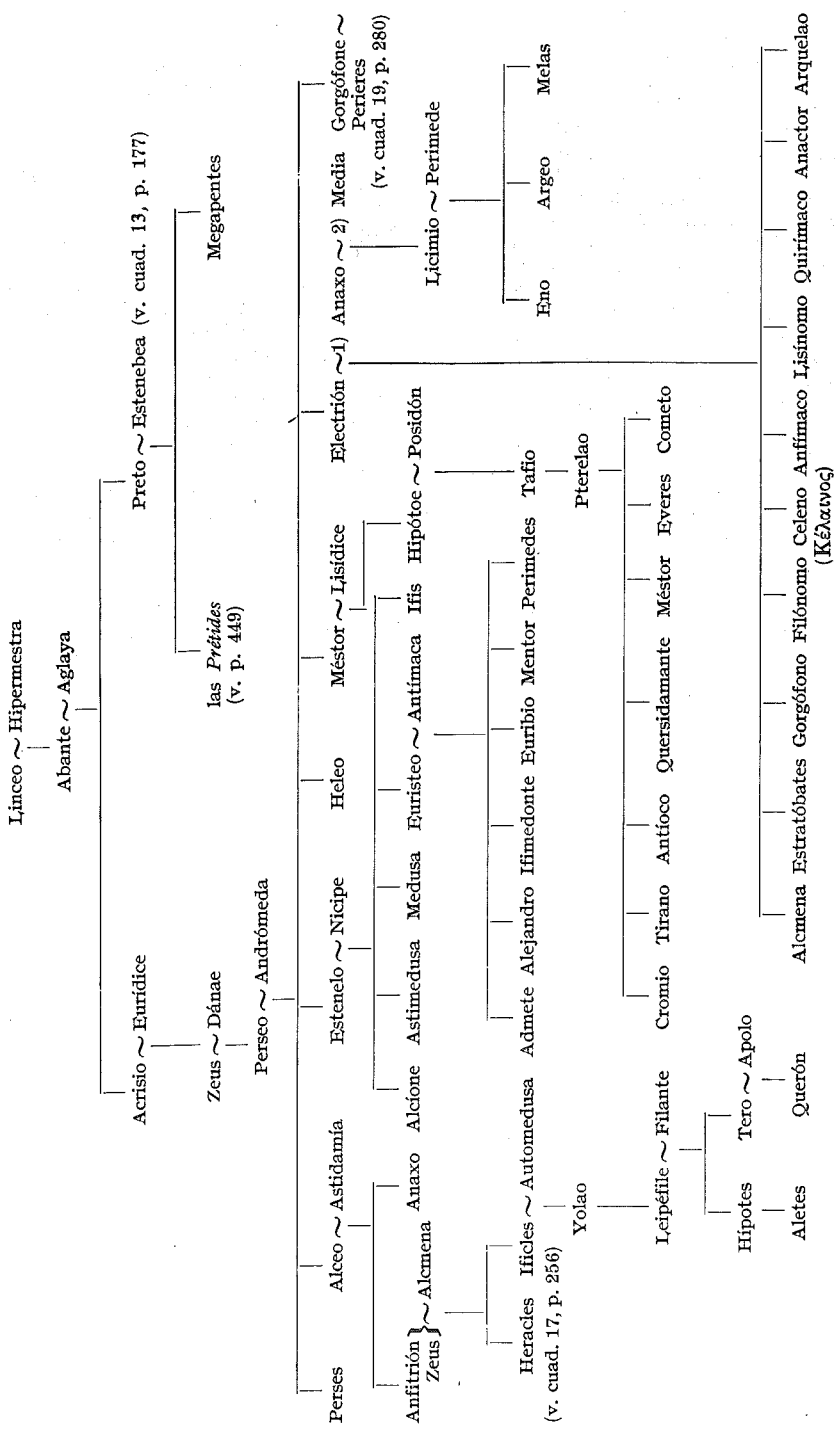 Linceo ~ Hipermestra
Abante ~ Aglaya
Acrisio ~ Eurídice Preto ~ Estenebea (v. cuad. 13, p. 177)
Zeus ~ Dánae las Prétides Megapentes
(v. p. 449)
Perseo ~ Andrómeda
Perses Alceo ~ Astidamía Estenelo ~ Nicipe Heleo Méstor ~ Lisídice Electrión ~ 1) Anaxo ~ 2) Media Gorgófone ~
Perieres
(v. cuad. 19, p. 280)
Anfitrión } ~ Alcmena Anaxo Alcíone Astimedusa Medusa Euristeo ~ Antímaca Ifis Hipótoe ~ Posidón Licimio ~ Perimede
Zeus
Heracles Ificles ~ Automedusa Admete Alejandro Ifimedonte Euribio Mentor Perimedes Tafio Eno Argeo Melas
(v. cuad. 17, p. 256)
Yolao Pterelao
Leipéfile ~ Filante Cromio Tirano Antíoco Quersidamante Méstor Everes Cometo
Hípotes Tero ~ Apolo
Aletes Querón Alcmena Estratóbates Gorgófono Filónomo Celeno Anfímaco Lisínomo Quirímaco Anactor Arquelao
(Κέλαινος)